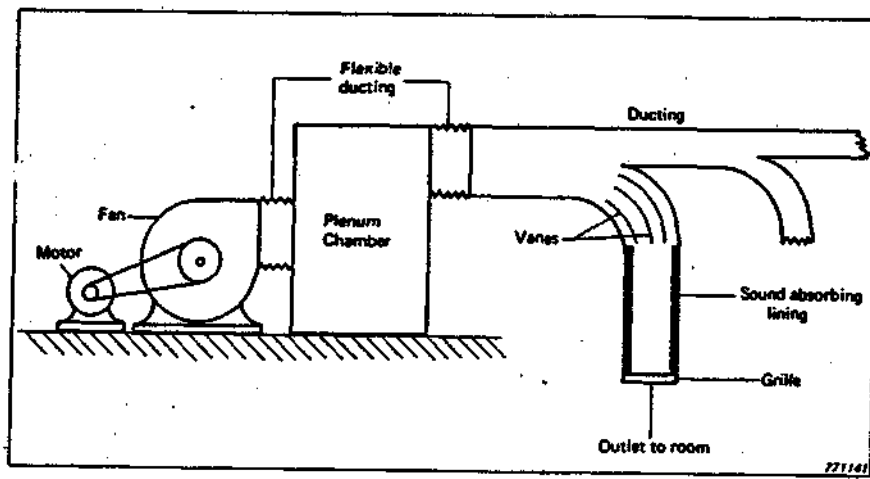 Flexible
ducting
Ducting
Fan
Plenum
Chamber
Vanes
Motor
Sound absorbing
lining
Grille
Outlet to room
771141